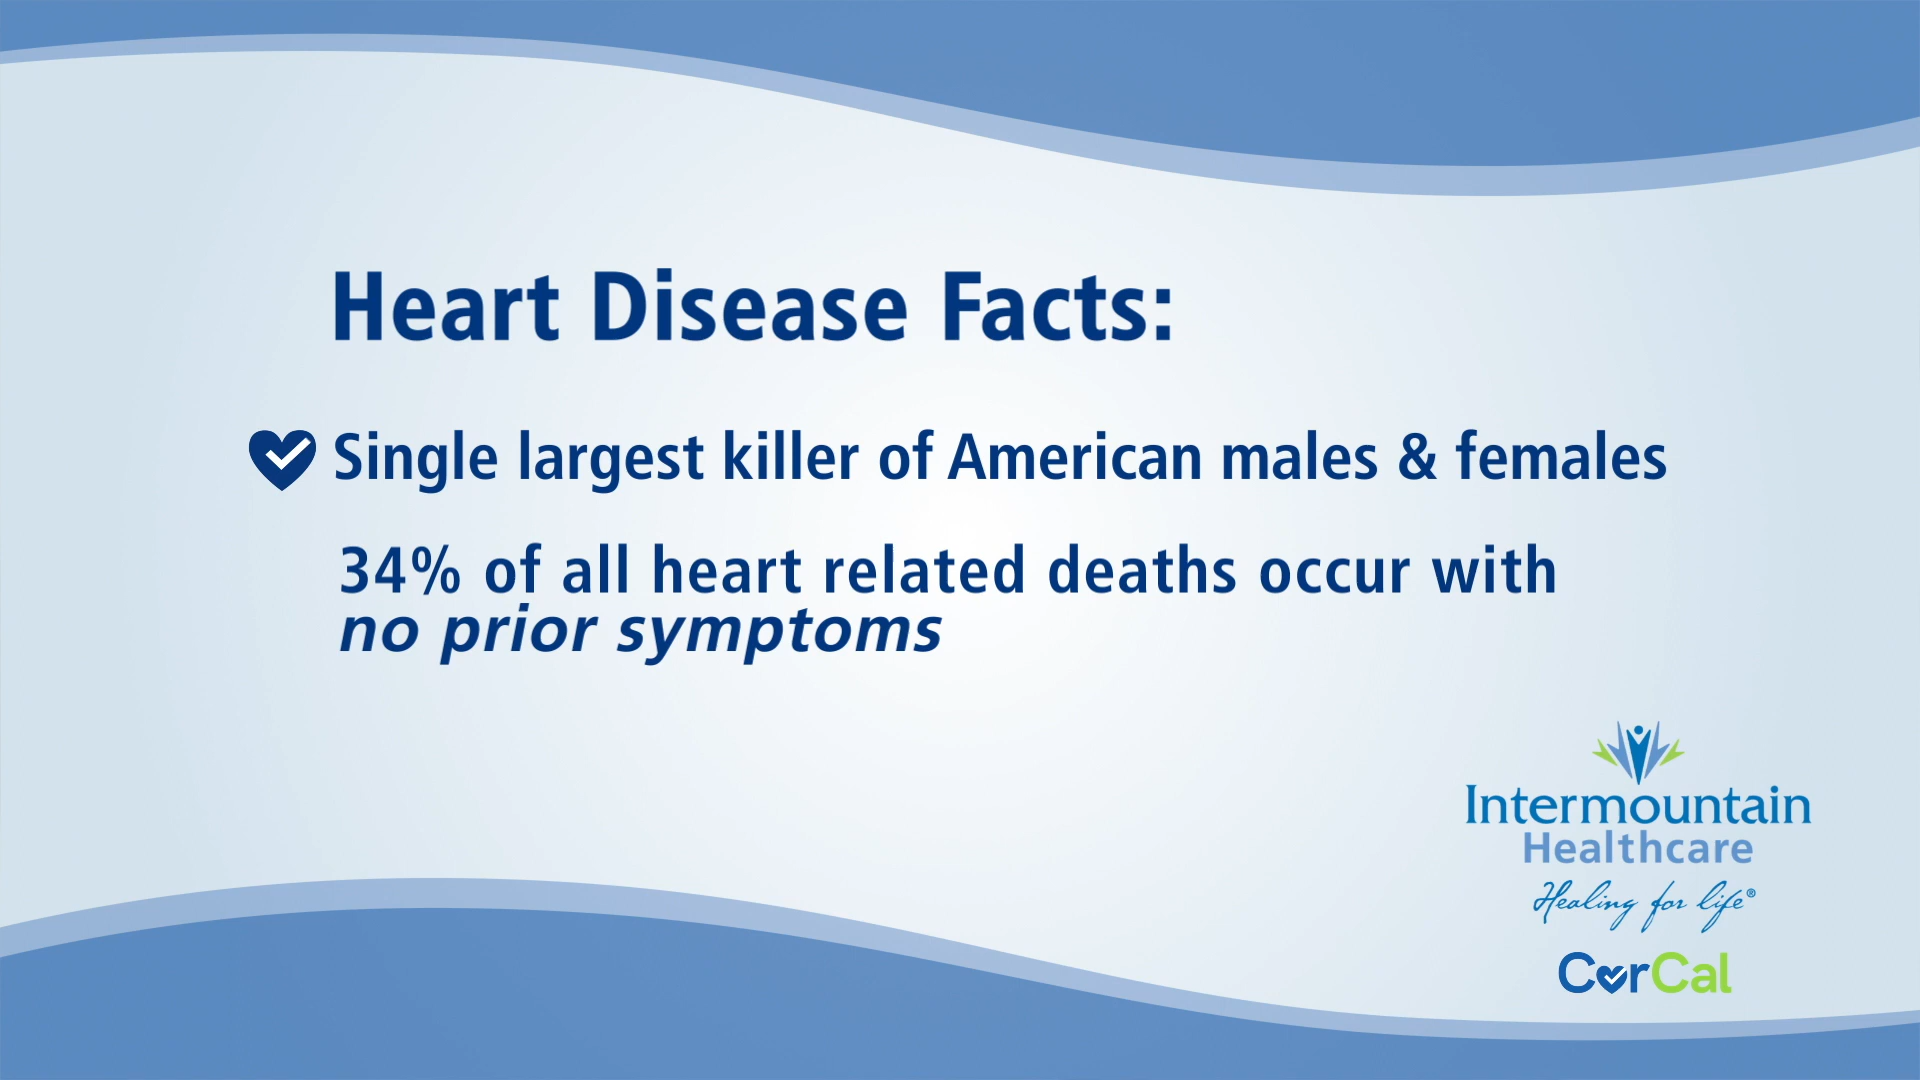 Heart Disease Facts:
Single largest killer of American males & females
34% of all heart related deaths occur with
no prior symptoms
Intermountain
Healthcare
Healing for life®
CorCal